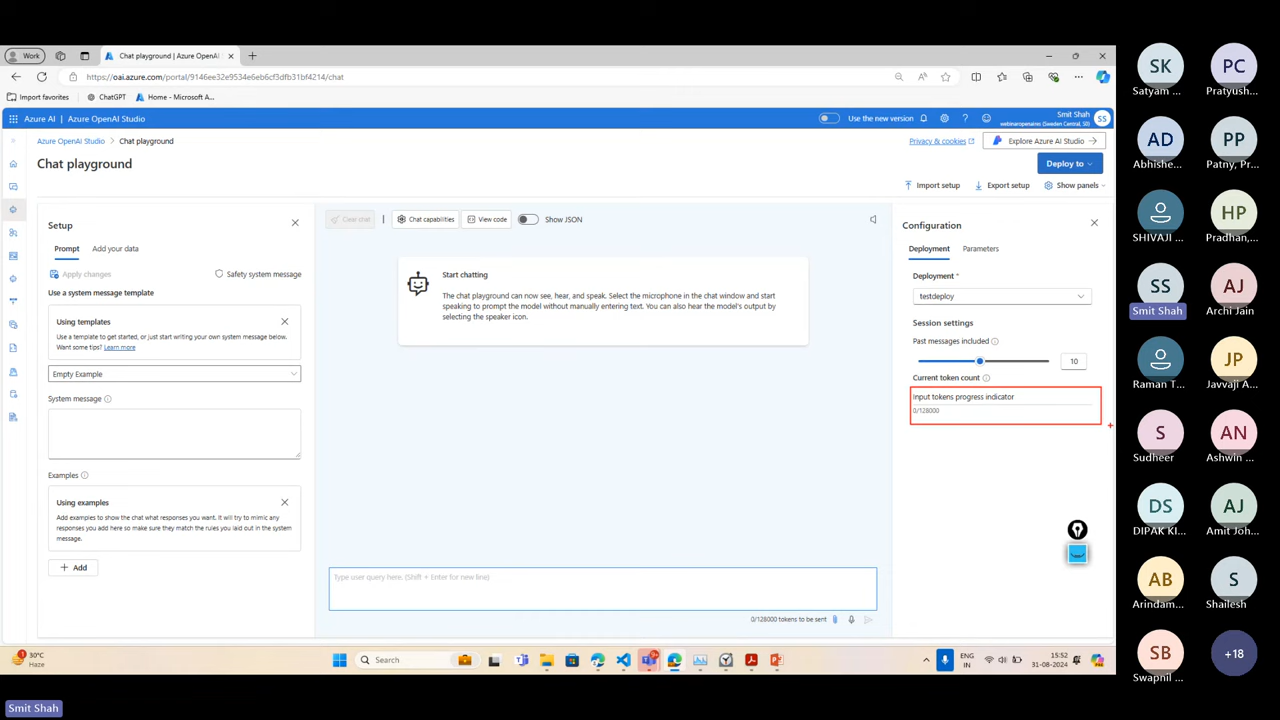 Work
Chat playground | Azure OpenAI
https://oai.azure.com/portal/9146ee32e9534e6eb6cf3dfb31bf4214/chat
Import favorites
ChatGPT
Home - Microsoft A...
Azure AI | Azure OpenAI Studio
Use the new version
Smit Shah
webinaropenaires (Sweden Central, S0)
SS
Azure OpenAI Studio > Chat playground
Privacy & cookies
Explore Azure AI Studio
Chat playground
Deploy to
Import setup
Export setup
Show panels
Setup
Prompt
Add your data
Apply changes
Safety system message
Use a system message template
Using templates
Use a template to get started, or just start writing your own system message below.
Want some tips? Learn more
Empty Example
System message
Examples
Using examples
Add examples to show the chat what responses you want. It will try to mimic any
responses you add here so make sure they match the rules you laid out in the system
message.
+ Add
Clear chat
Chat capabilities
View code
Show JSON
Start chatting
The chat playground can now see, hear, and speak. Select the microphone in the chat window and start
speaking to prompt the model without manually entering text. You can also hear the model's output by
selecting the speaker icon.
Type user query here. (Shift + Enter for new line)
0/128000 tokens to be sent
Configuration
Deployment
Parameters
Deployment *
testdeploy
Session settings
Past messages included
10
Current token count
Input tokens progress indicator
0/128000
30°C
Haze
Search
ENG
IN
15:52
31-08-2024
Smit Shah
SK
Satyam ...
PC
Pratyush...
AD
Abhishe...
PP
Patny, Pr...
SHIVAJI ...
HP
Pradhan,...
SS
Smit Shah
AJ
Archi Jain
Raman T...
JP
Javvaji A...
S
Sudheer
AN
Ashwin ...
DS
DIPAK KI...
AJ
Amit Joh...
AB
Arindam...
S
Shailesh
SB
Swapnil ...
+18